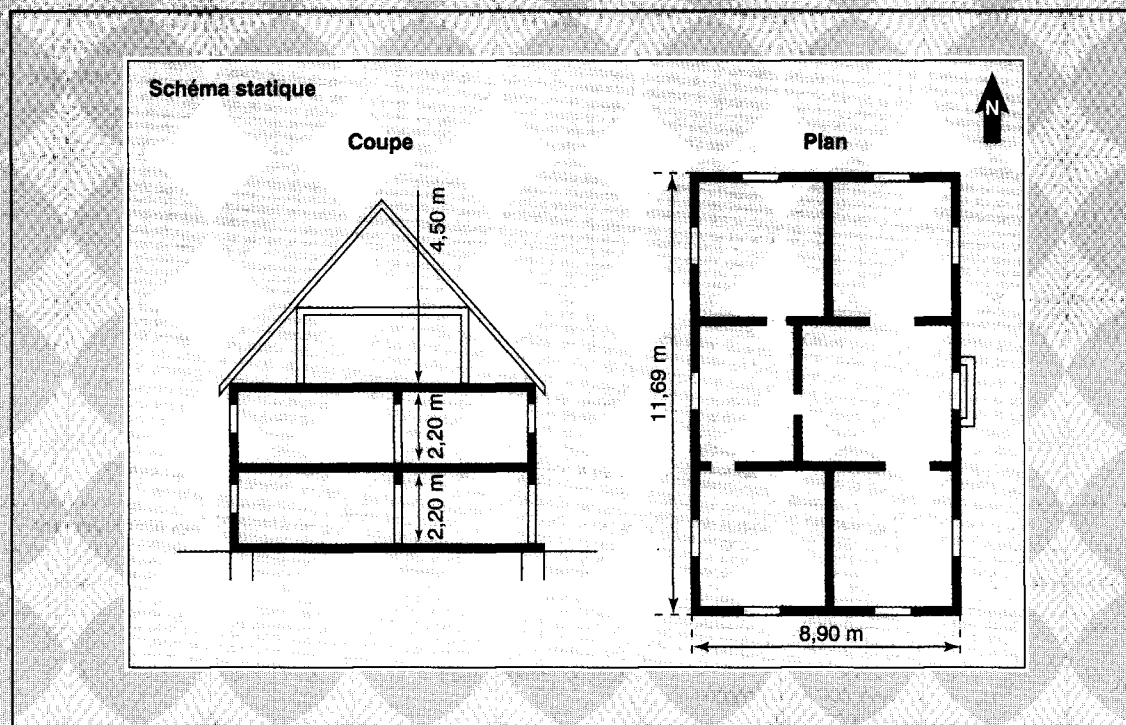 Schéma statique
N
Coupe
Plan
4,50 m
2,20 m
2,20 m
11,69 m
8,90 m